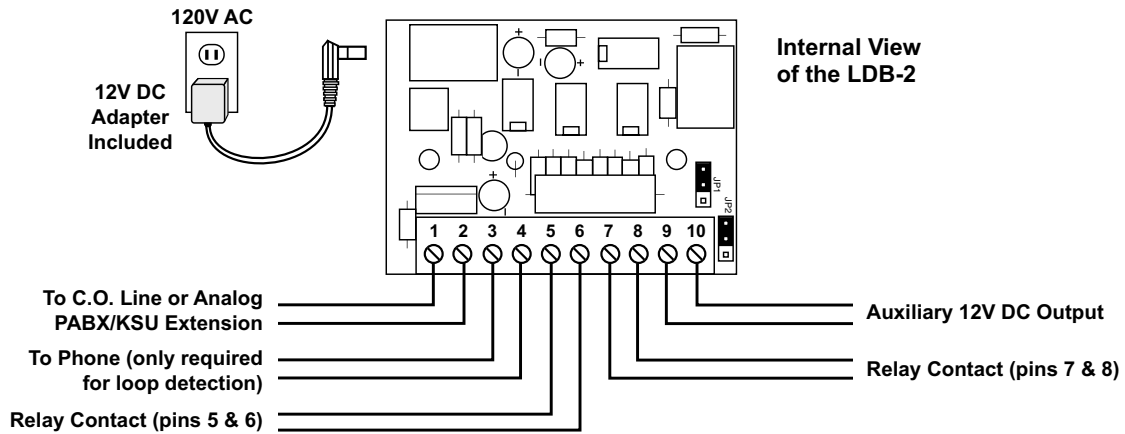 120V AC
12V DC
Adapter
Included
Internal View
of the LDB-2
+
+
+
JP1
JP2
1 2 3 4 5 6 7 8 9 10
To C.O. Line or Analog
PABX/KSU Extension
To Phone (only required
for loop detection)
Relay Contact (pins 5 & 6)
Auxiliary 12V DC Output
Relay Contact (pins 7 & 8)